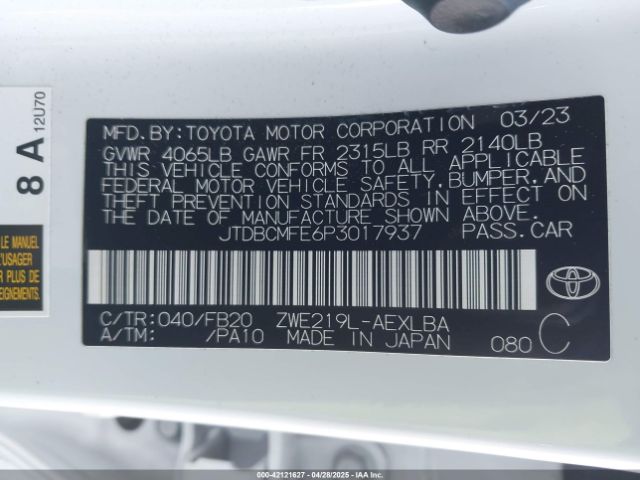 8 A
12U70
LE MANUEL
L'USAGER
PLUS DE
EIGNEMENTS.
MFD. BY: TOYOTA MOTOR CORPORATION 03/23
GVWR 4065LB GAWR FR 2315LB RR 2140LB
THIS VEHICLE CONFORMS TO ALL APPLICABLE
FEDERAL MOTOR VEHICLE SAFETY, BUMPER, AND
THEFT PREVENTION STANDARDS IN EFFECT ON
THE DATE OF MANUFACTURE SHOWN ABOVE.
JTDBCMFE6P3017937 PASS.CAR
C/TR: 040/FB20 ZWE219L-AEXLBA
A/TM: /PA10 MADE IN JAPAN 080 C
000-42121627 - 04/28/2025 - IAAI.COM